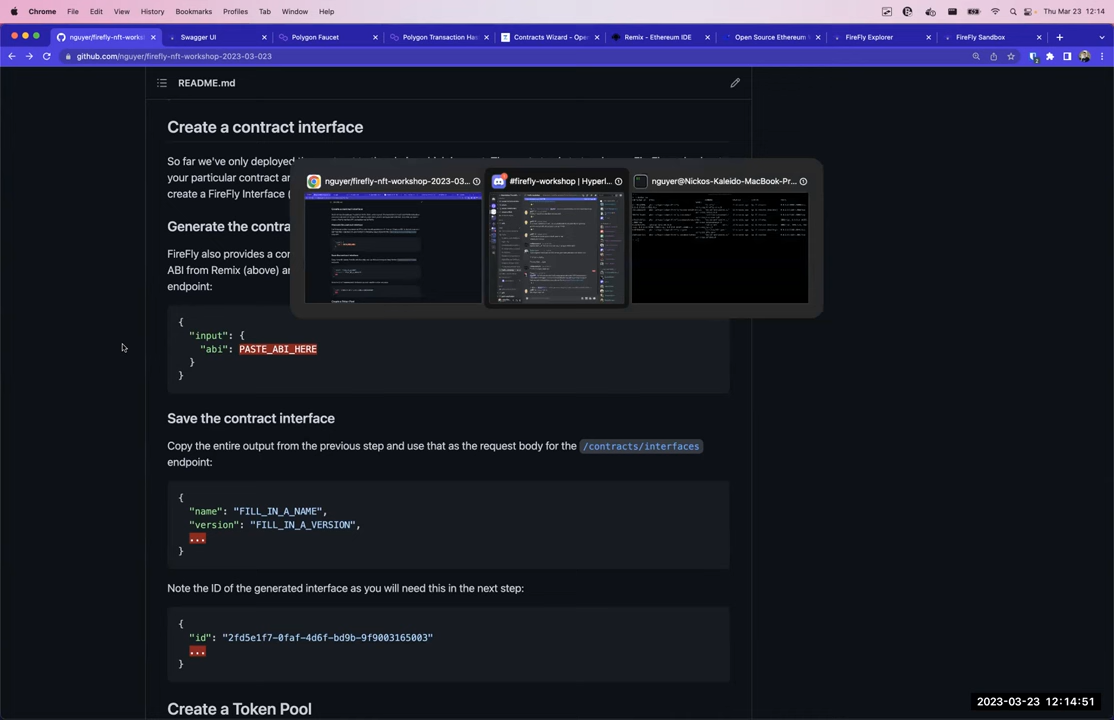 Chrome File Edit View History Bookmarks Profiles Tab Window Help Thu Mar 23 12:14
nguyer/firefly-nft-works Swagger UI Polygon Faucet Polygon Transaction Has Contracts Wizard - Open Remix - Ethereum IDE Open Source Ethereum FireFly Explorer FireFly Sandbox
github.com/nguyer/firefly-nft-workshop-2023-03-023
README.md
Create a contract interface
So far we've only deployed
your particular contract an
create a FireFly Interface (
nguyer/firefly-nft-workshop-2023-03... #firefly-workshop | Hyperl... nguyer@Nickos-Kaleido-MacBook-Pr...
Generate the contra
FireFly also provides a con
ABI from Remix (above) an
endpoint:
{
"input": {
"abi": PASTE_ABI_HERE
}
}
Save the contract interface
Copy the entire output from the previous step and use that as the request body for the /contracts/interfaces
endpoint:
{
"name": "FILL_IN_A_NAME",
"version": "FILL_IN_A_VERSION",
...
}
Note the ID of the generated interface as you will need this in the next step:
{
"id": "2fd5e1f7-0faf-4d6f-bd9b-9f9003165003"
...
}
Create a Token Pool
2023-03-23 12:14:51